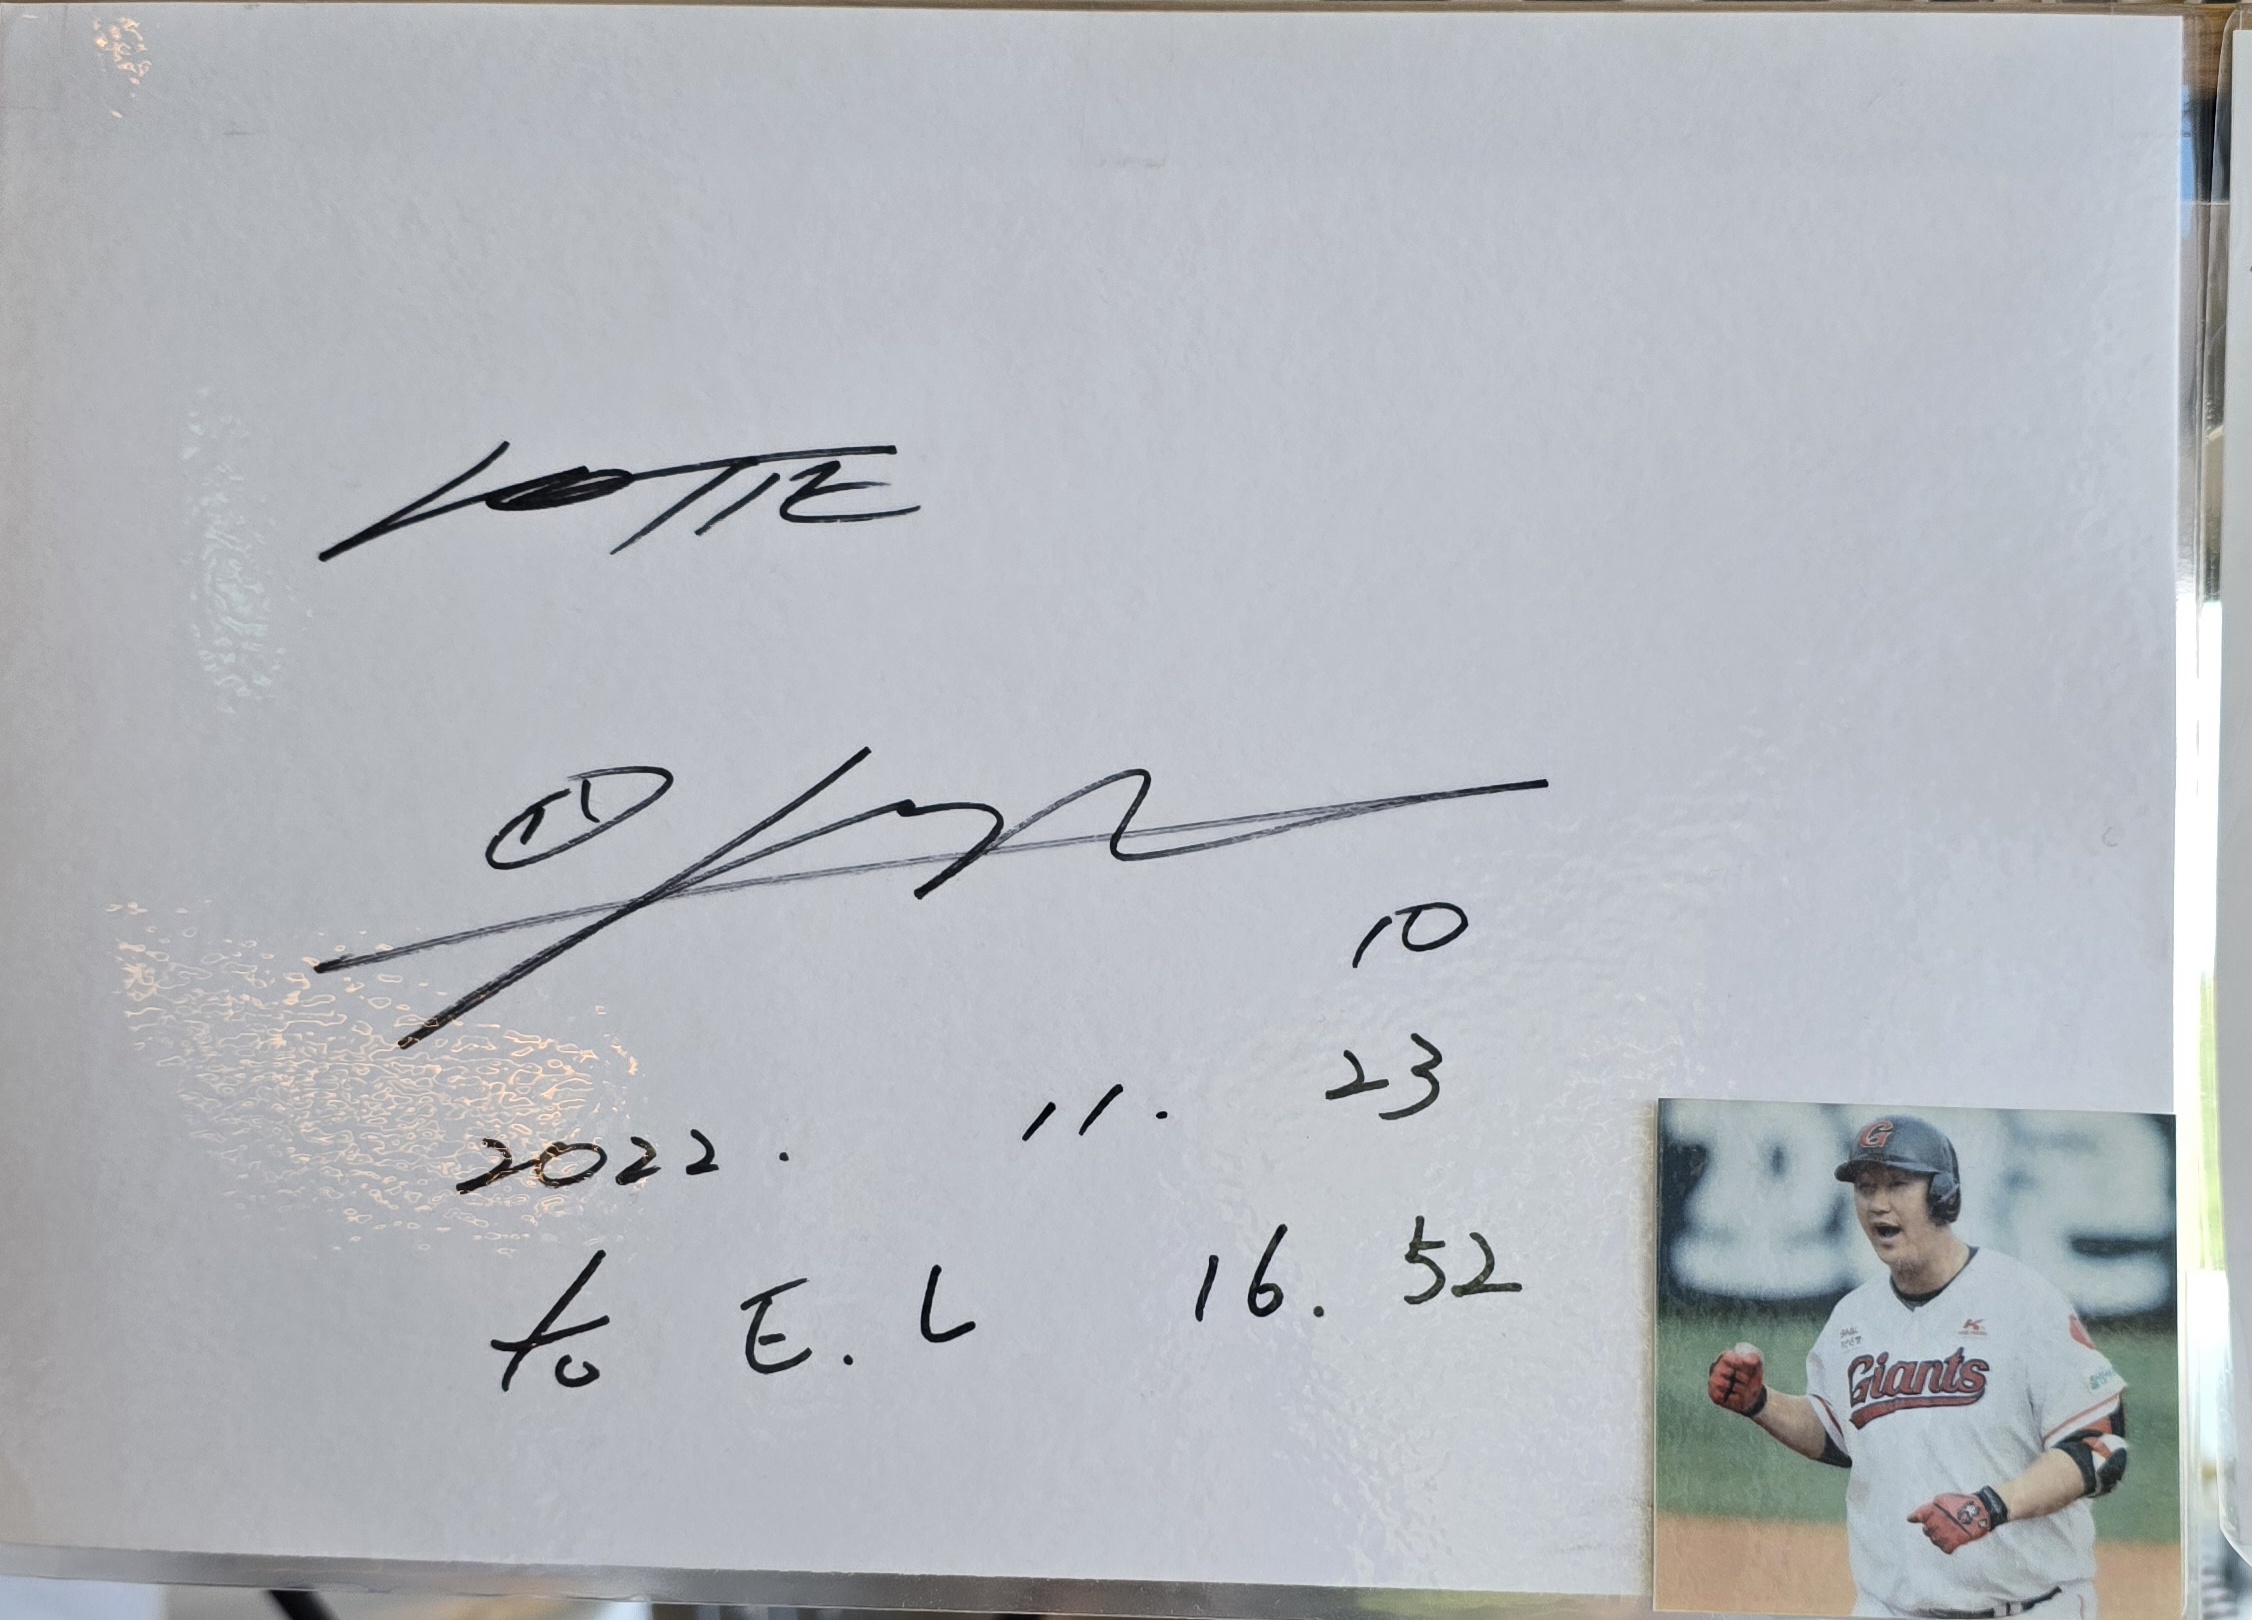 LOTTE
10
2022. 11. 23
to E. L 16. 52
G
K
Giants